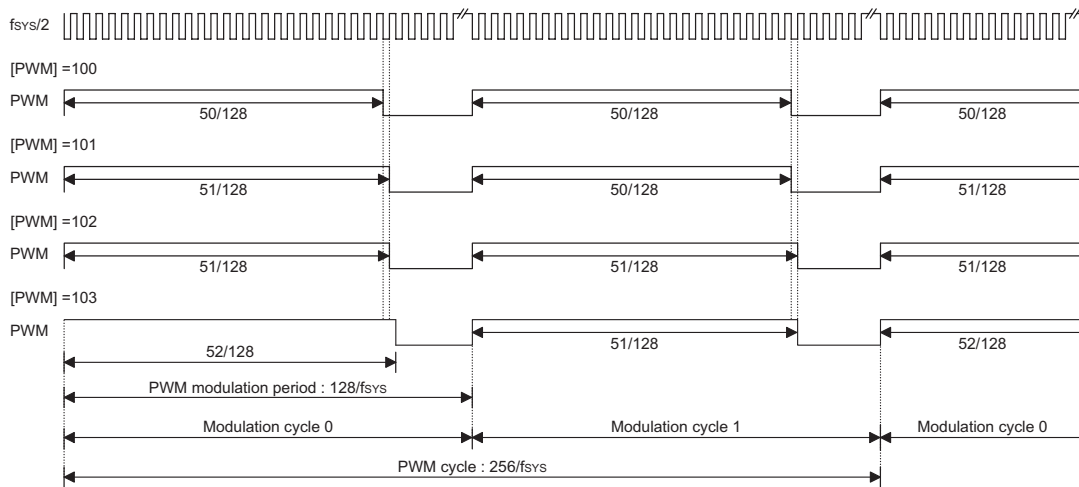 fSYS/2
[PWM] =100
PWM
50/128 50/128 50/128
[PWM] =101
PWM
51/128 50/128 51/128
[PWM] =102
PWM
51/128 51/128 51/128
[PWM] =103
PWM
52/128 51/128 52/128
PWM modulation period : 128/fSYS
Modulation cycle 0 Modulation cycle 1 Modulation cycle 0
PWM cycle : 256/fSYS